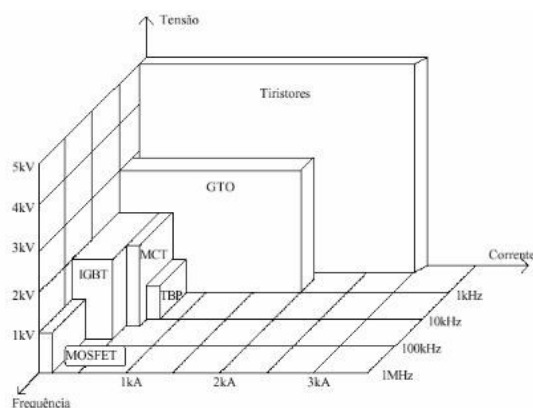 Tensão
Tiristores
5kV
GTO
4kV
3kV
MCT
Corrente
IGBT
2kV
TBP
1kHz
10kHz
1kV
MOSFET
100kHz
1kA
2kA
3kA
1MHz
Frequência